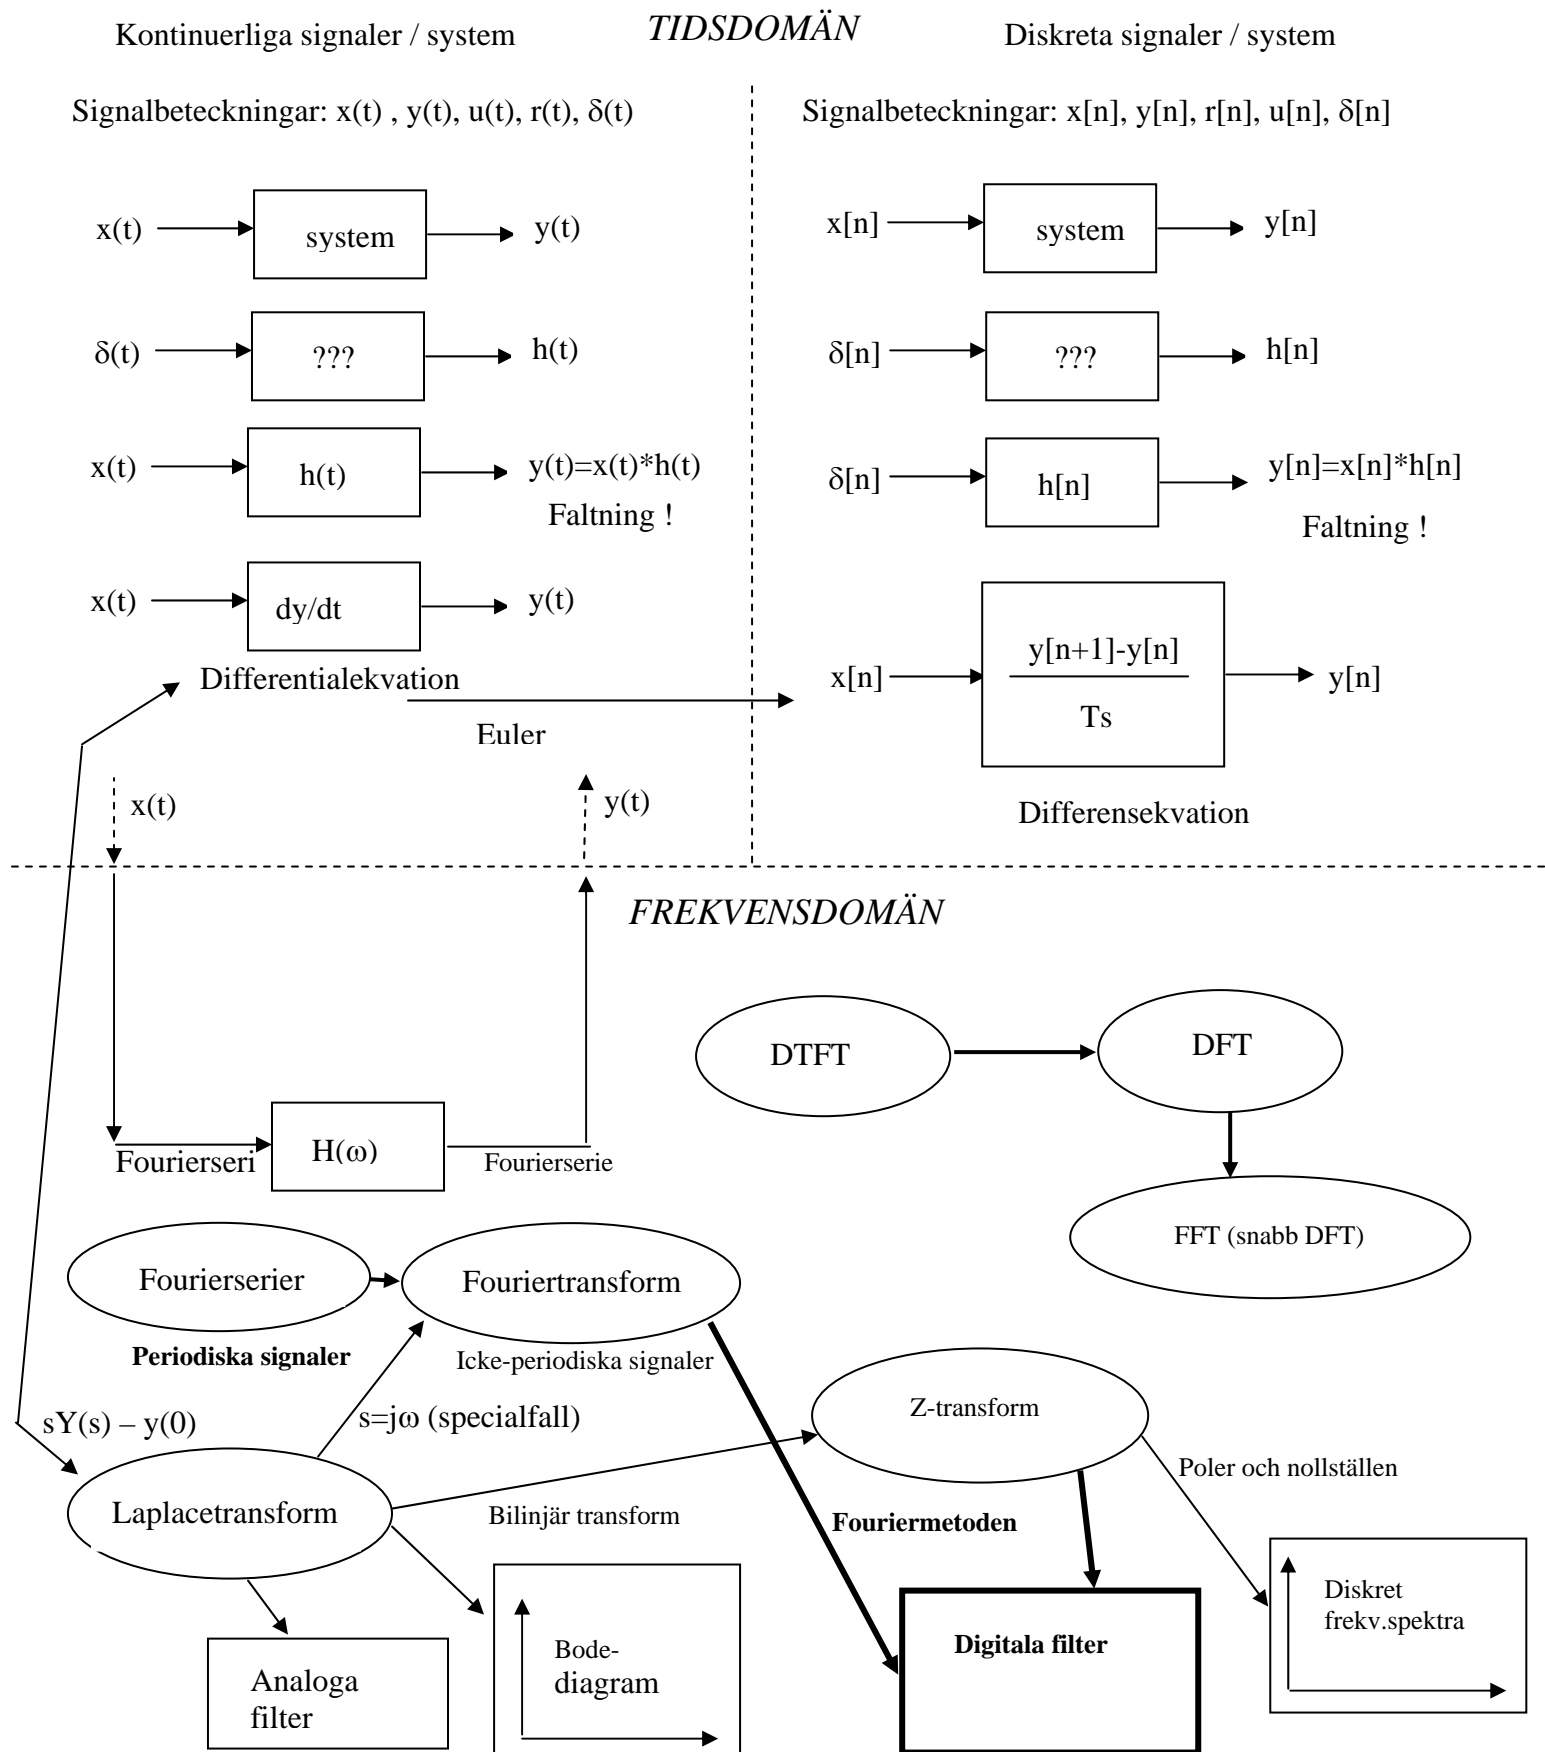 TIDSDOMÄN
Kontinuerliga signaler / system
Diskreta signaler / system
Signalbeteckningar: x(t) , y(t), u(t), r(t), δ(t)
Signalbeteckningar: x[n], y[n], r[n], u[n], δ[n]
x(t)
system
y(t)
x[n]
system
y[n]
δ(t)
???
h(t)
δ[n]
???
h[n]
x(t)
h(t)
y(t)=x(t)*h(t)
Faltning !
δ[n]
h[n]
y[n]=x[n]*h[n]
Faltning !
x(t)
dy/dt
y(t)
Differentialekvation
Euler
x[n]
y[n+1]-y[n]
Ts
y[n]
Differensekvation
x(t)
y(t)
FREKVENSDOMÄN
DTFT
DFT
FFT (snabb DFT)
Fourierseri
H(ω)
Fourierserie
Fourierserier
Fouriertransform
Periodiska signaler
Icke-periodiska signaler
sY(s) – y(0)
s=jω (specialfall)
Z-transform
Poler och nollställen
Laplacetransform
Bilinjär transform
Fouriermetoden
Analoga
filter
Bode-
diagram
Digitala filter
Diskret
frekv.spektra